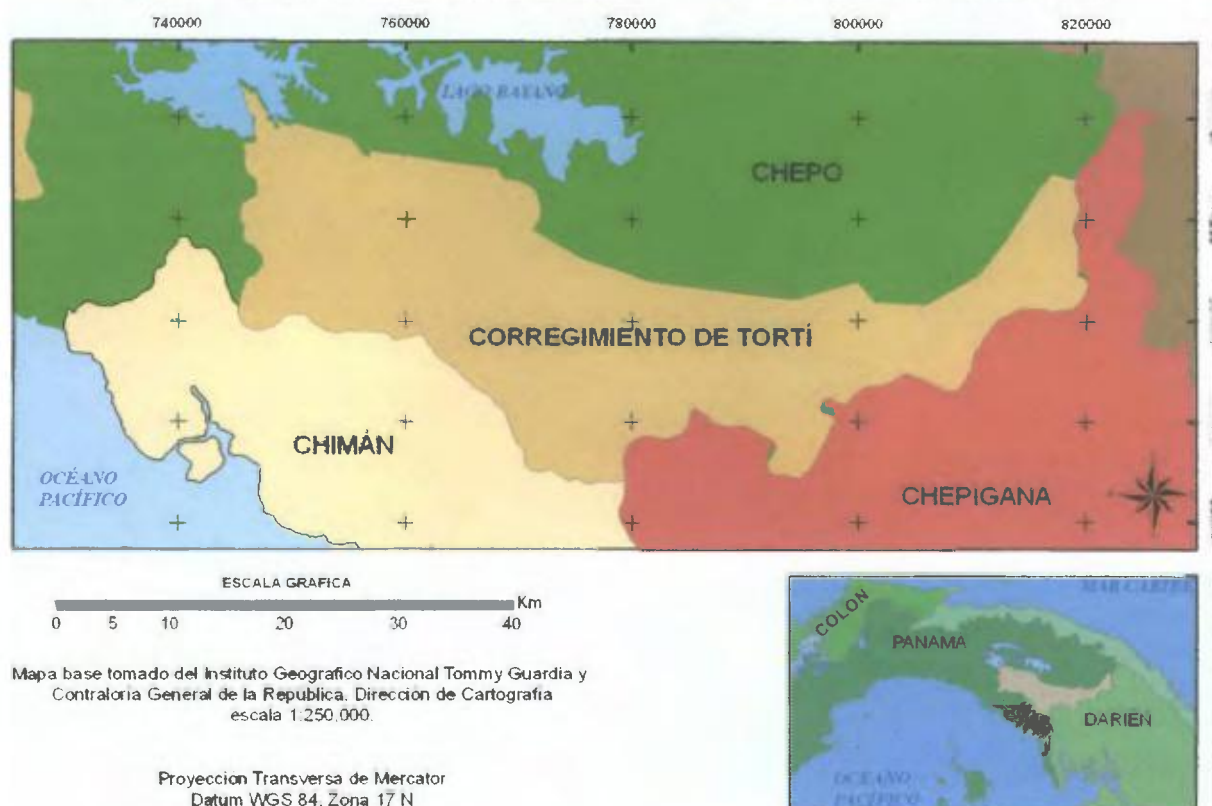 740000 760000 780000 800000 820000
LAGO BAYANO
CHEPO
CORREGIMIENTO DE TORTÍ
CHIMÁN
OCÉANO
PACÍFICO
CHEPIGANA
ESCALA GRAFICA
Km
0 5 10 20 30 40
Mapa base tomado del Instituto Geografico Nacional Tommy Guardia y
Contraloria General de la Republica. Direccion de Cartografia
escala 1:250,000.
Proyeccion Transversa de Mercator
Datum WGS 84. Zona 17 N
MAR
COLON
PANAMA
DARIEN
OCEANO
PACIFICO